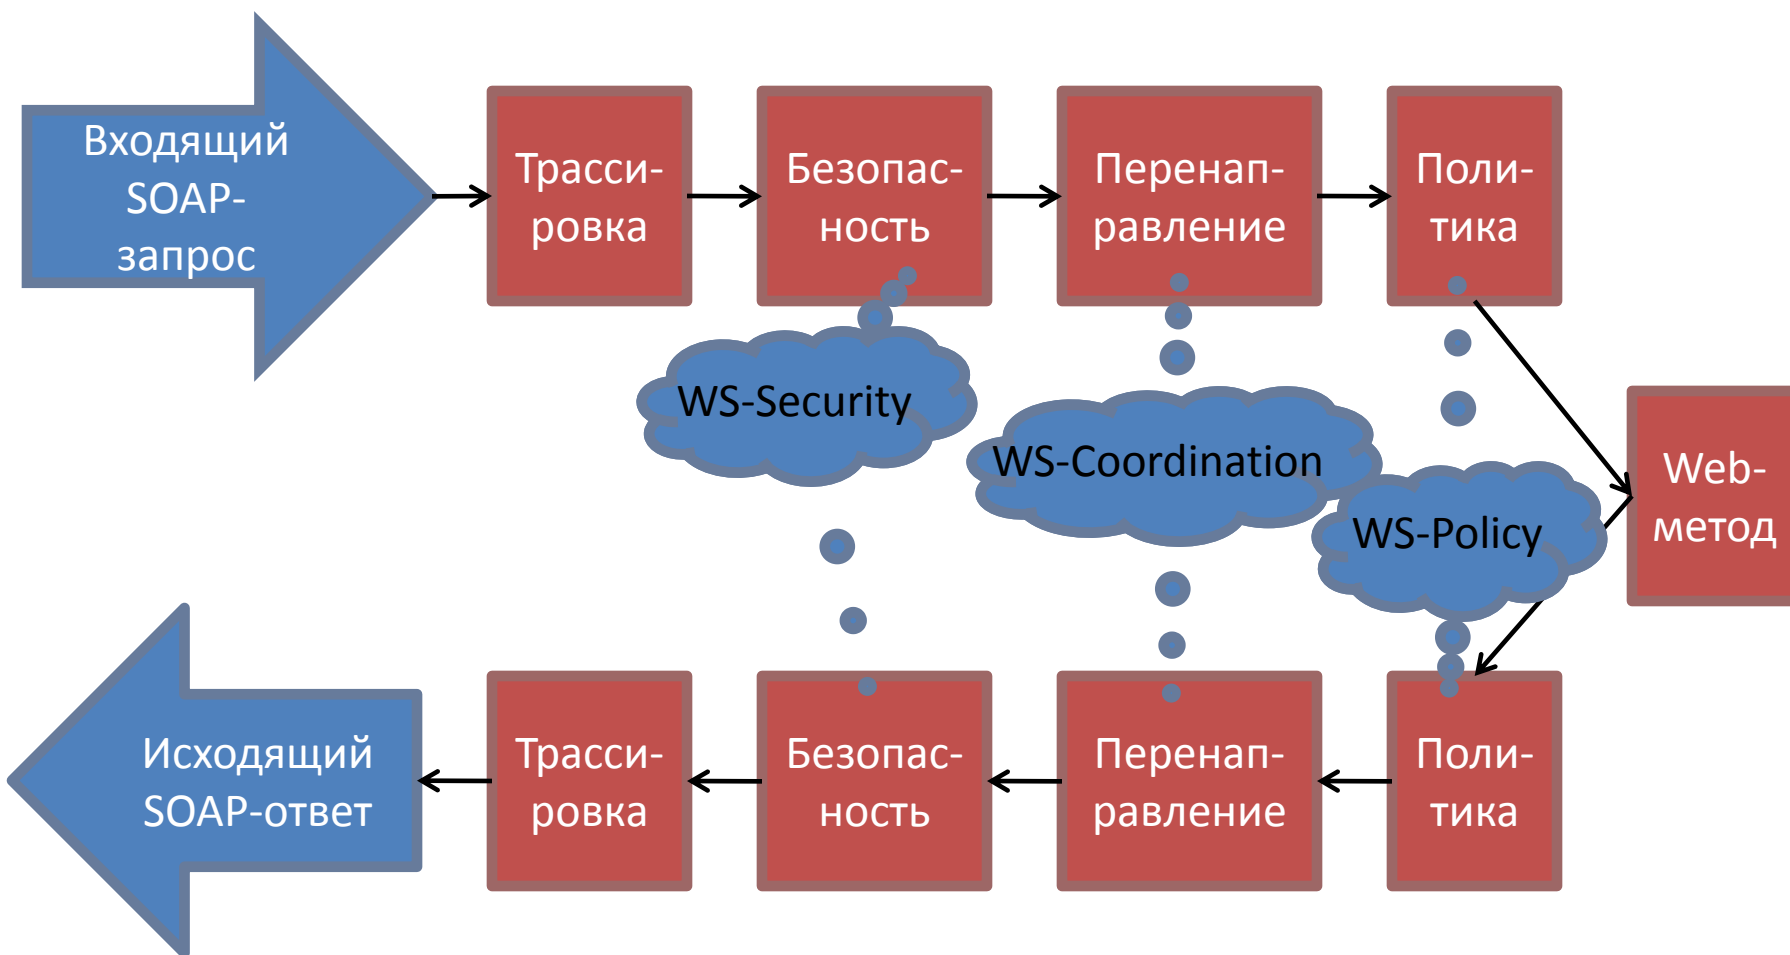 Входящий
SOAP-
запрос
Трасси-
ровка
Безопас-
ность
Перенап-
равление
Поли-
тика
WS-Security
WS-Coordination
WS-Policy
Web-
метод
Исходящий
SOAP-ответ
Трасси-
ровка
Безопас-
ность
Перенап-
равление
Поли-
тика